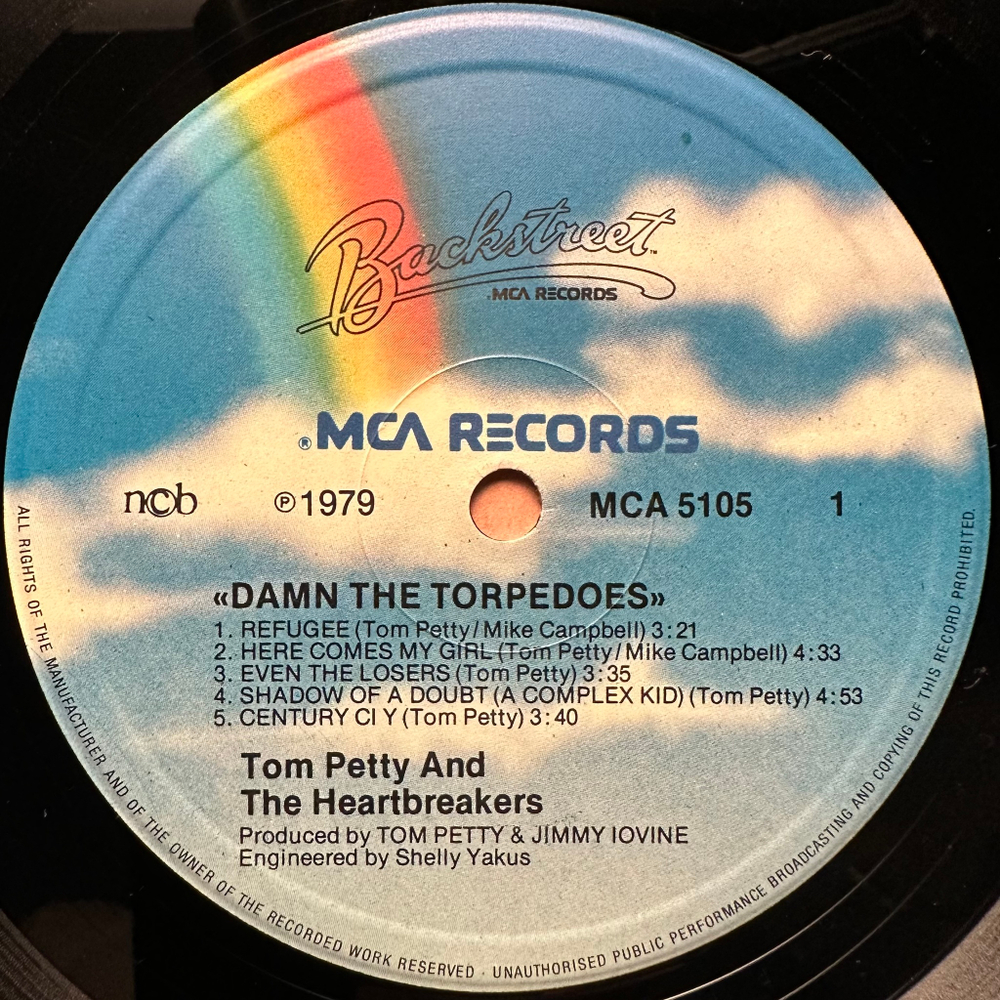 Backstreet™
MCA RECORDS
®MCA RECORDS
ncb ℗1979 MCA 5105 1
«DAMN THE TORPEDOES»
1. REFUGEE (Tom Petty/Mike Campbell) 3:21
2. HERE COMES MY GIRL (Tom Petty/Mike Campbell) 4:33
3. EVEN THE LOSERS (Tom Petty) 3:35
4. SHADOW OF A DOUBT (A COMPLEX KID) (Tom Petty) 4:53
5. CENTURY CI Y (Tom Petty) 3:40
Tom Petty And
The Heartbreakers
Produced by TOM PETTY & JIMMY IOVINE
Engineered by Shelly Yakus
ALL RIGHTS OF THE MANUFACTURER AND OF THE OWNER OF THE RECORDED WORK RESERVED · UNAUTHORISED PUBLIC PERFORMANCE BROADCASTING AND COPYING OF THIS RECORD PROHIBITED.